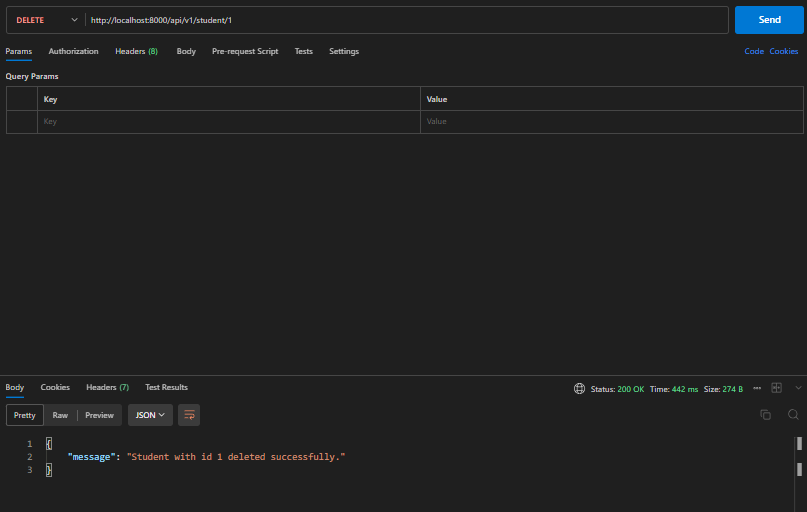 DELETE http://localhost:8000/api/v1/student/1 Send
Params Authorization Headers (8) Body Pre-request Script Tests Settings Code Cookies
Query Params
Key Value
Key Value
Body Cookies Headers (7) Test Results Status: 200 OK Time: 442 ms Size: 274 B
Pretty Raw Preview JSON
1 {
2 "message": "Student with id 1 deleted successfully."
3 }